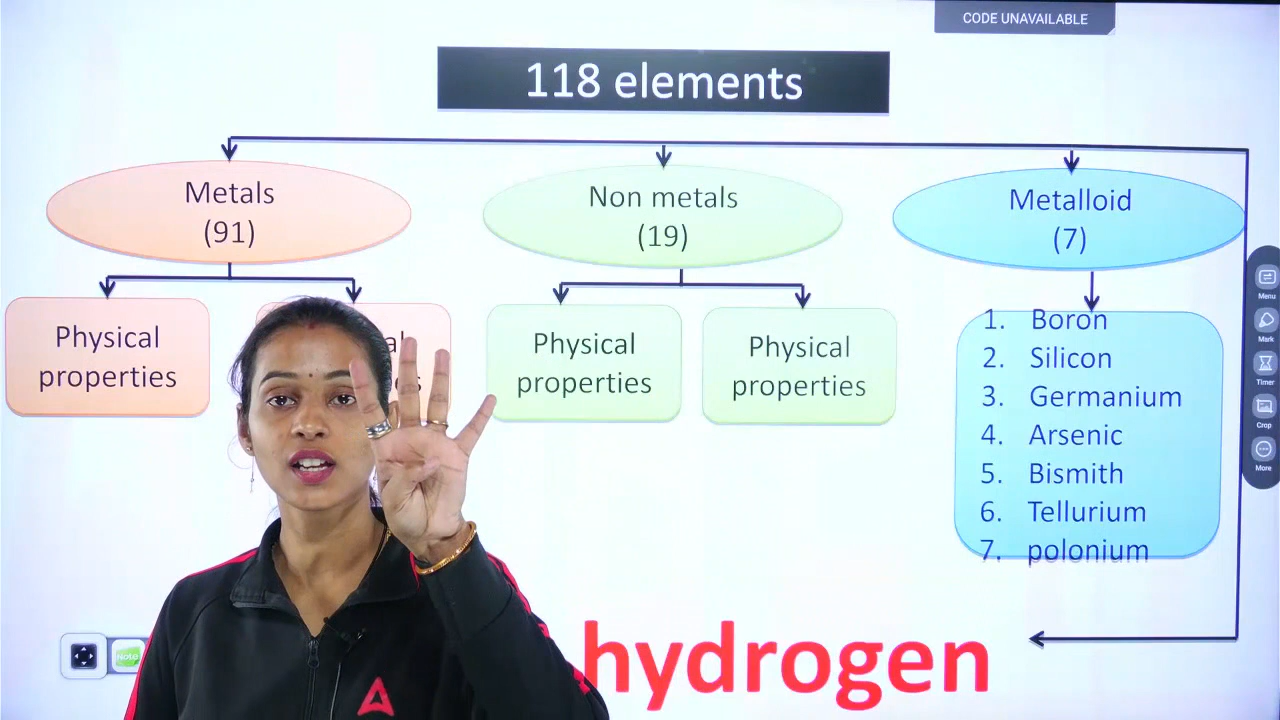 CODE UNAVAILABLE
118 elements
Metals
(91)
Non metals
(19)
Metalloid
(7)
Physical
properties
Physical
properties
Physical
properties
1. Boron
2. Silicon
3. Germanium
4. Arsenic
5. Bismith
6. Tellurium
7. polonium
Menu
Mark
Timer
Crop
More
Note
hydrogen